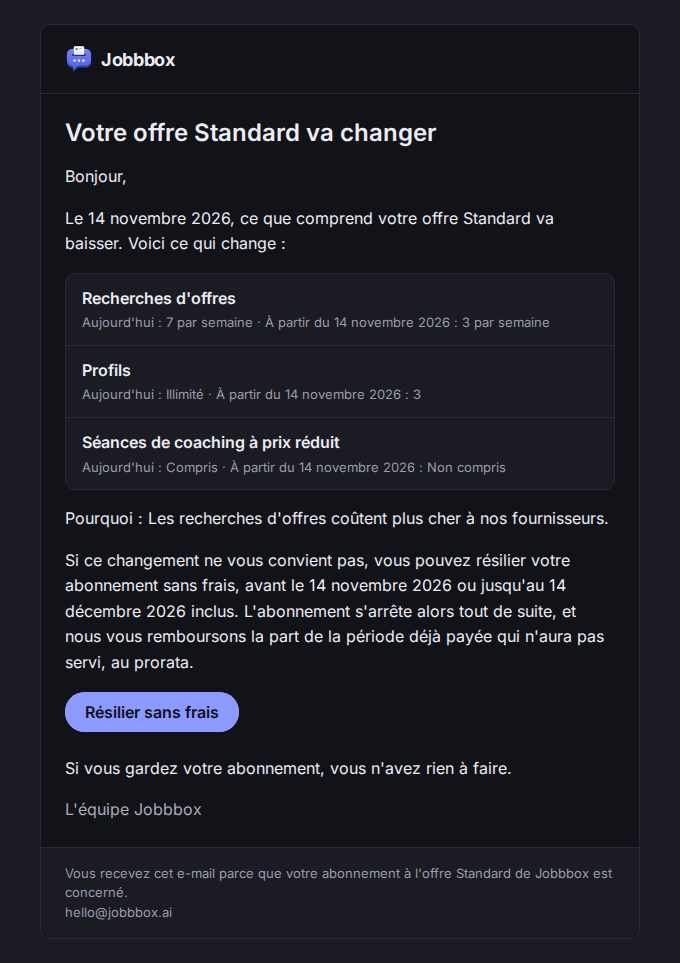 Jobbbox
Votre offre Standard va changer
Bonjour,
Le 14 novembre 2026, ce que comprend votre offre Standard va
baisser. Voici ce qui change :
Recherches d'offres
Aujourd'hui : 7 par semaine · À partir du 14 novembre 2026 : 3 par semaine
Profils
Aujourd'hui : Illimité · À partir du 14 novembre 2026 : 3
Séances de coaching à prix réduit
Aujourd'hui : Compris · À partir du 14 novembre 2026 : Non compris
Pourquoi : Les recherches d'offres coûtent plus cher à nos fournisseurs.
Si ce changement ne vous convient pas, vous pouvez résilier votre
abonnement sans frais, avant le 14 novembre 2026 ou jusqu'au 14
décembre 2026 inclus. L'abonnement s'arrête alors tout de suite, et
nous vous remboursons la part de la période déjà payée qui n'aura pas
servi, au prorata.
Résilier sans frais
Si vous gardez votre abonnement, vous n'avez rien à faire.
L'équipe Jobbbox
Vous recevez cet e-mail parce que votre abonnement à l'offre Standard de Jobbbox est
concerné.
hello@jobbbox.ai